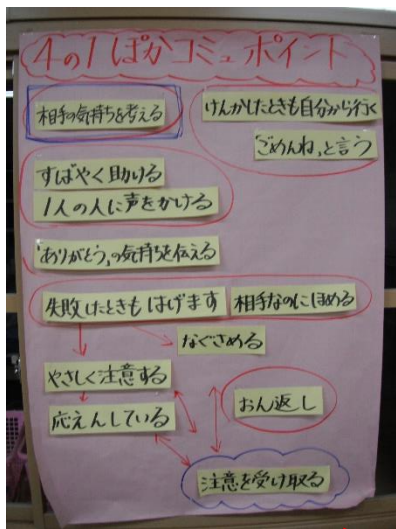 4の1ぽかコミュポイント
相手の気持ちを考える
けんかしたときも自分から行く
「ごめんね」と言う
すばやく助ける
1人の人に声をかける
「ありがとう」の気持ちを伝える
失敗したときもはげます
相手なのにほめる
なぐさめる
やさしく注意する
応えんしている
おん返し
注意を受け取る